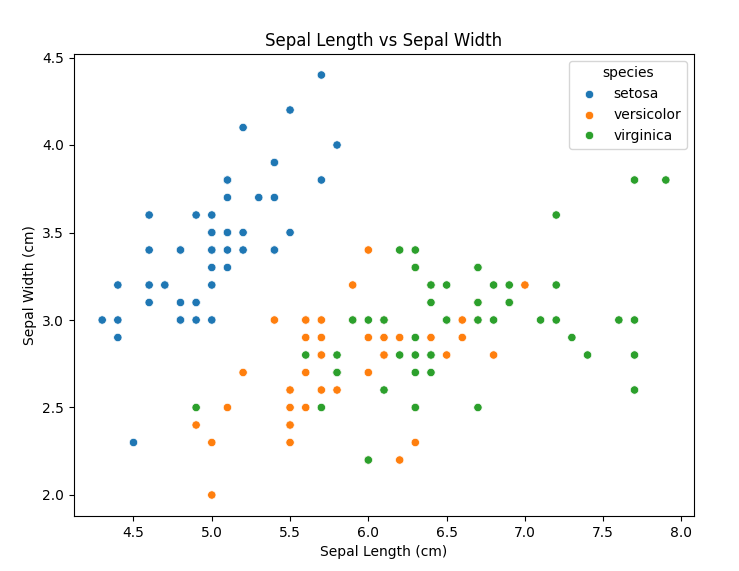 Sepal Length vs Sepal Width
species
setosa
versicolor
virginica
Sepal Width (cm)
4.5
4.0
3.5
3.0
2.5
2.0
4.5 5.0 5.5 6.0 6.5 7.0 7.5 8.0
Sepal Length (cm)